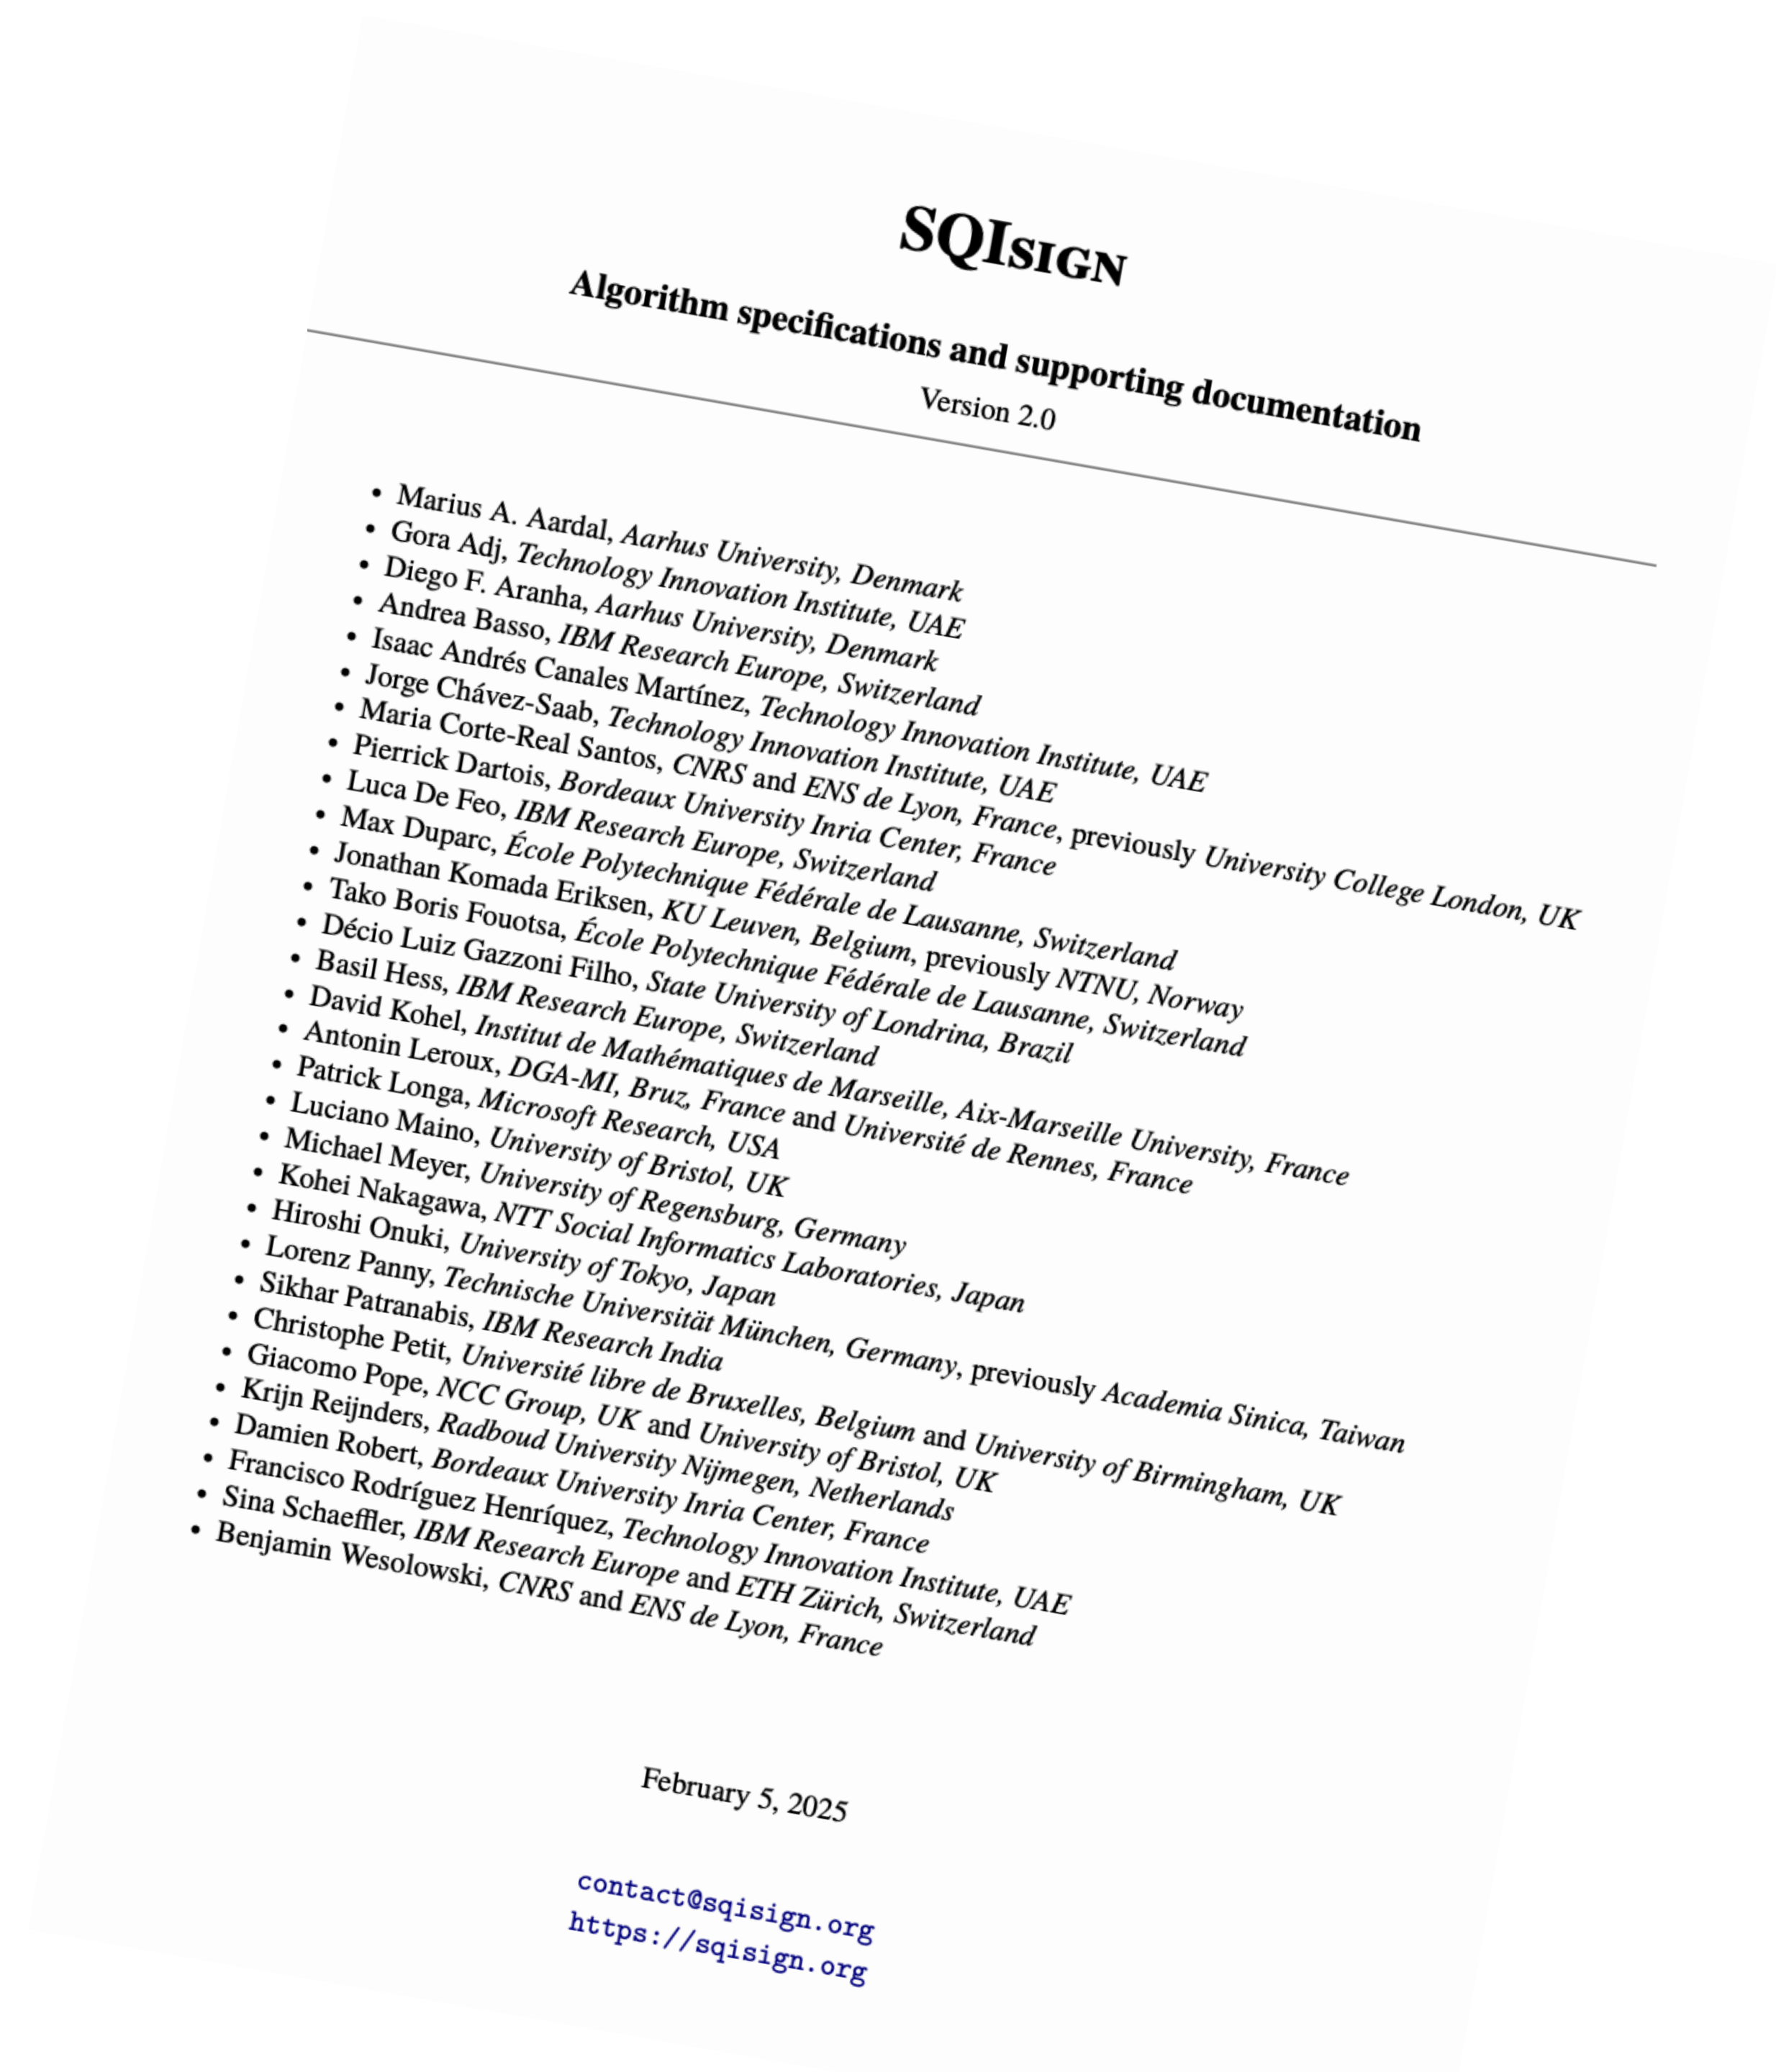 SQIsign
Algorithm specifications and supporting documentation
Version 2.0
• Marius A. Aardal, Aarhus University, Denmark
• Gora Adj, Technology Innovation Institute, UAE
• Diego F. Aranha, Aarhus University, Denmark
• Andrea Basso, IBM Research Europe, Switzerland
• Isaac Andrés Canales Martínez, Technology Innovation Institute, UAE
• Jorge Chávez-Saab, Technology Innovation Institute, UAE
• Maria Corte-Real Santos, CNRS and ENS de Lyon, France, previously University College London, UK
• Pierrick Dartois, Bordeaux University Inria Center, France
• Luca De Feo, IBM Research Europe, Switzerland
• Max Duparc, École Polytechnique Fédérale de Lausanne, Switzerland
• Jonathan Komada Eriksen, KU Leuven, Belgium, previously NTNU, Norway
• Tako Boris Fouotsa, École Polytechnique Fédérale de Lausanne, Switzerland
• Décio Luiz Gazzoni Filho, State University of Londrina, Brazil
• Basil Hess, IBM Research Europe, Switzerland
• David Kohel, Institut de Mathématiques de Marseille, Aix-Marseille University, France
• Antonin Leroux, DGA-MI, Bruz, France and Université de Rennes, France
• Patrick Longa, Microsoft Research, USA
• Luciano Maino, University of Bristol, UK
• Michael Meyer, University of Regensburg, Germany
• Kohei Nakagawa, NTT Social Informatics Laboratories, Japan
• Hiroshi Onuki, University of Tokyo, Japan
• Lorenz Panny, Technische Universität München, Germany, previously Academia Sinica, Taiwan
• Sikhar Patranabis, IBM Research India
• Christophe Petit, Université libre de Bruxelles, Belgium and University of Birmingham, UK
• Giacomo Pope, NCC Group, UK and University of Bristol, UK
• Krijn Reijnders, Radboud University Nijmegen, Netherlands
• Damien Robert, Bordeaux University Inria Center, France
• Francisco Rodríguez Henríquez, Technology Innovation Institute, UAE
• Sina Schaeffler, IBM Research Europe and ETH Zürich, Switzerland
• Benjamin Wesolowski, CNRS and ENS de Lyon, France
February 5, 2025
contact@sqisign.org
https://sqisign.org